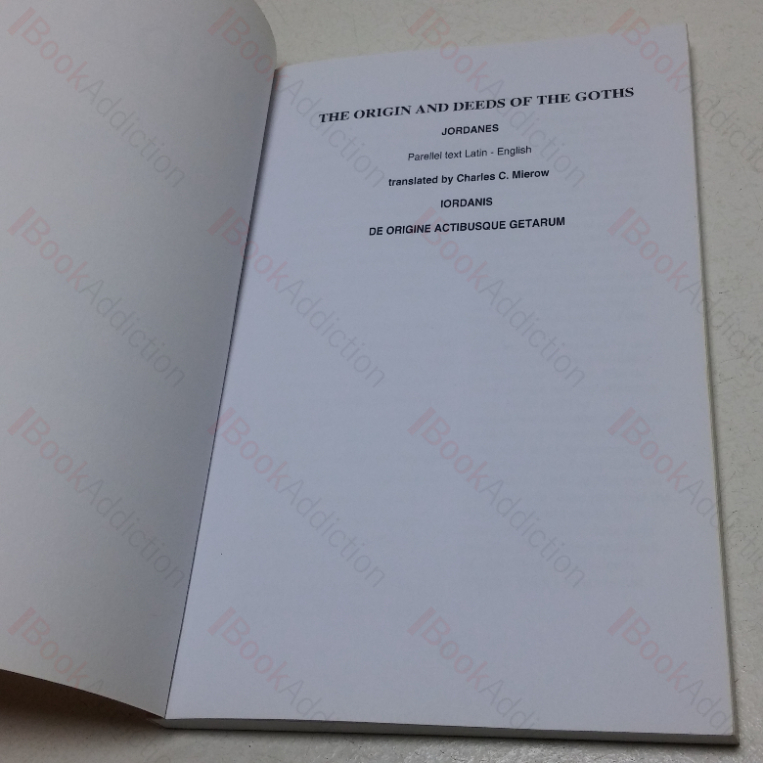 THE ORIGIN AND DEEDS OF THE GOTHS
JORDANES
Parellel text Latin - English
translated by Charles C. Mierow
IORDANIS
DE ORIGINE ACTIBUSQUE GETARUM
BookAddiction